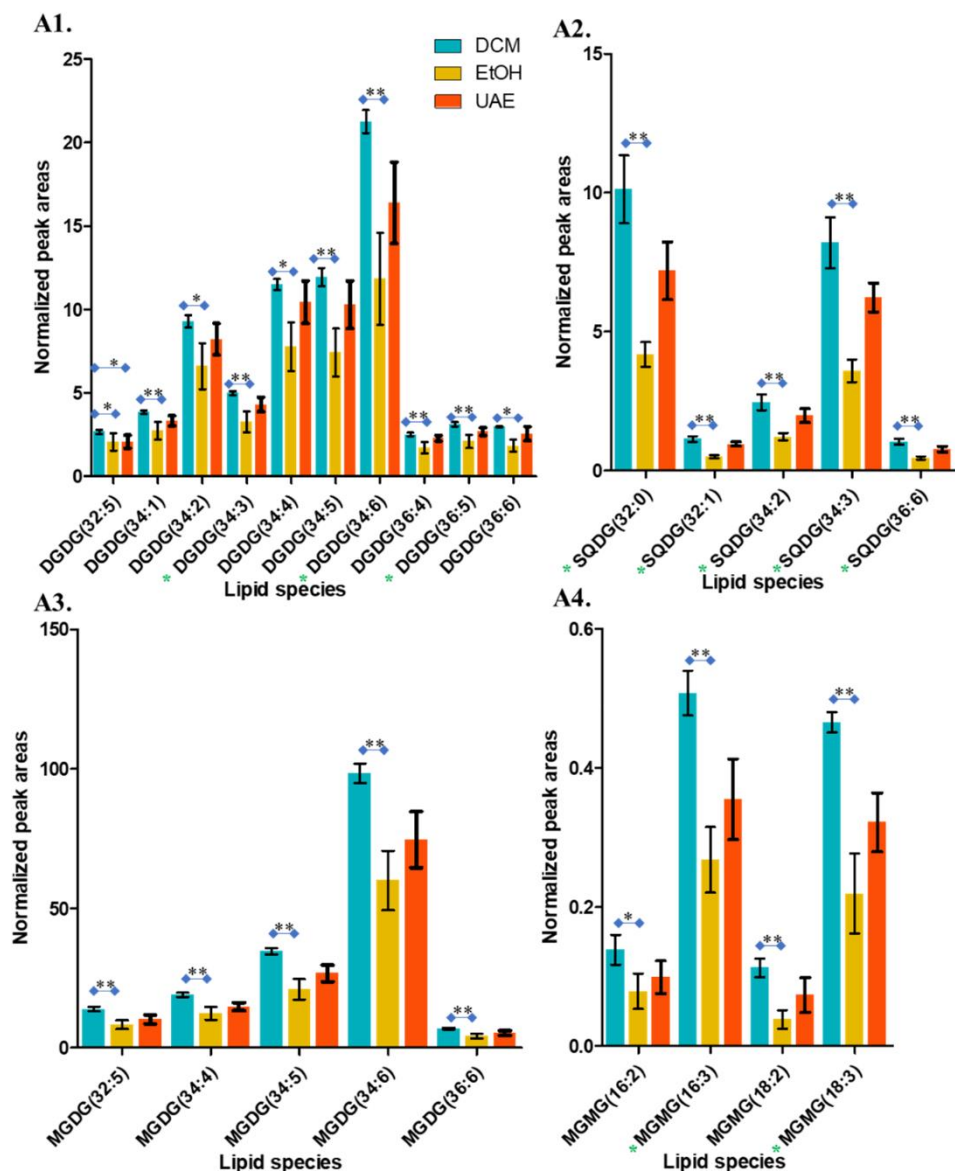 A1.
DCM
EtOH
UAE
Normalized peak areas
25
20
15
10
5
0
*
*
**
*
**
*
**
**
**
**
*
DGDG(32:5)
DGDG(34:1)
DGDG(34:2)
* DGDG(34:3)
DGDG(34:4)
DGDG(34:5)
* DGDG(34:6)
DGDG(36:4)
* DGDG(36:5)
DGDG(36:6)
Lipid species
A2.
Normalized peak areas
15
10
5
0
**
**
**
**
**
* SQDG(32:0)
* SQDG(32:1)
* SQDG(34:2)
* SQDG(34:3)
* SQDG(36:6)
Lipid species
A3.
Normalized peak areas
150
100
50
0
**
**
**
**
**
MGDG(32:5)
MGDG(34:4)
MGDG(34:5)
MGDG(34:6)
MGDG(36:6)
Lipid species
A4.
Normalized peak areas
0.6
0.4
0.2
0.0
*
**
**
**
MGMG(16:2)
* MGMG(16:3)
MGMG(18:2)
* MGMG(18:3)
Lipid species